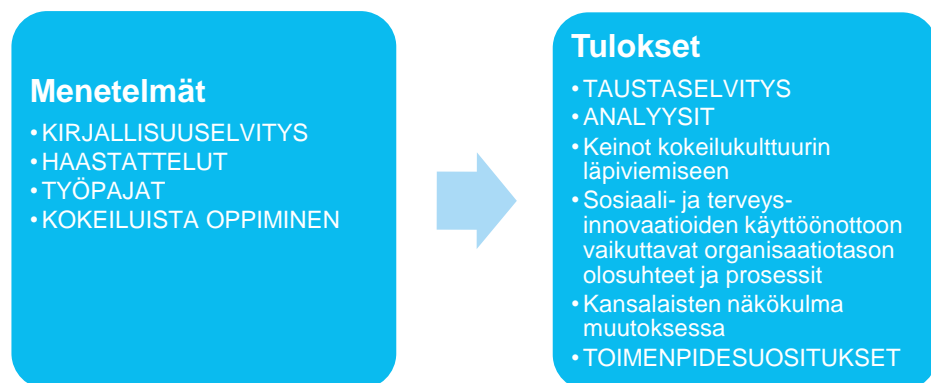 Menetelmät
• KIRJALLISUUSELVITYS
• HAASTATTELUT
• TYÖPAJAT
• KOKEILUISTA OPPIMINEN
Tulokset
• TAUSTASELVITYS
• ANALYYSIT
• Keinot kokeilukulttuurin
läpiviemiseen
• Sosiaali- ja terveys-
innovaatioiden käyttöönottoon
vaikuttavat organisaatiotason
olosuhteet ja prosessit
• Kansalaisten näkökulma
muutoksessa
• TOIMENPIDESUOSITUKSET